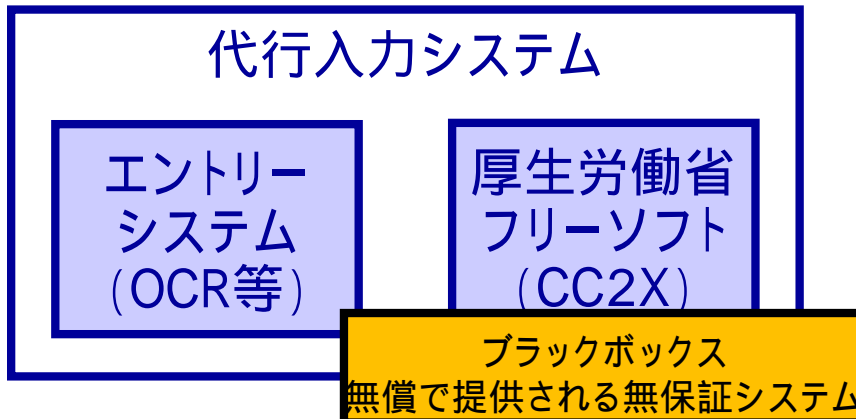 代行入力システム
エントリー
システム
(OCR等)
厚生労働省
フリーソフト
(CC2X)
ブラックボックス
無償で提供される無保証システム